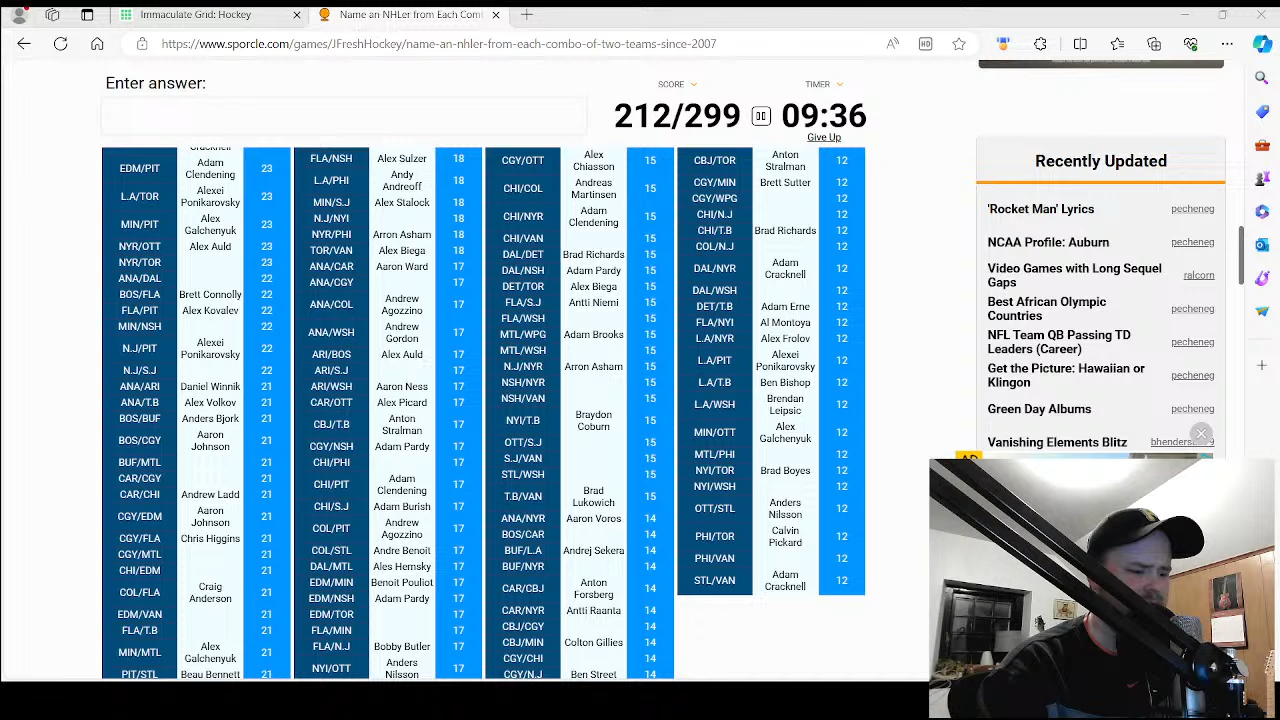 Immaculate Grid: Hockey
Name an NHLer from Each Coml
https://www.sporcle.com/games/JFreshHockey/name-an-nhler-from-each-combo-of-two-teams-since-2007
Enter answer:
SCORE
TIMER
212/299
09:36
Give Up
Cracknell
EDM/PIT Adam Clendening 23
L.A/TOR Alexei Ponikarovsky 23
MIN/PIT Alex Galchenyuk 23
NYR/OTT Alex Auld 23
NYR/TOR 23
ANA/DAL 22
BOS/FLA Brett Connolly 22
FLA/PIT Alex Kovalev 22
MIN/NSH 22
N.J/PIT Alexei Ponikarovsky 22
N.J/S.J 22
ANA/ARI Daniel Winnik 21
ANA/T.B Alex Volkov 21
BOS/BUF Anders Bjork 21
BOS/CGY Aaron Johnson 21
BUF/MTL 21
CAR/CGY 21
CAR/CHI Andrew Ladd 21
CGY/EDM Aaron Johnson 21
CGY/FLA Chris Higgins 21
CGY/MTL 21
CHI/EDM 21
COL/FLA Craig Anderson 21
EDM/VAN 21
FLA/T.B 21
MIN/MTL Alex Galchenyuk 21
PIT/STL Beau Bennett 21
FLA/NSH Alex Sulzer 18
L.A/PHI Andy Andreoff 18
MIN/S.J Alex Stalock 18
N.J/NYI 18
NYR/PHI Arron Asham 18
TOR/VAN Alex Biega 18
ANA/CAR Aaron Ward 17
ANA/CGY 17
ANA/COL Andrew Agozzino 17
ANA/WSH Andrew Gordon 17
ARI/BOS Alex Auld 17
ARI/S.J 17
ARI/WSH Aaron Ness 17
CAR/OTT Alex Picard 17
CBJ/T.B Anton Stralman 17
CGY/NSH Adam Pardy 17
CHI/PHI 17
CHI/PIT Adam Clendening 17
CHI/S.J Adam Burish 17
COL/PIT Andrew Agozzino 17
COL/STL Andre Benoit 17
DAL/MTL Ales Hemsky 17
EDM/MIN Benoit Pouliot 17
EDM/NSH Adam Pardy 17
EDM/TOR 17
FLA/MIN 17
FLA/N.J Bobby Butler 17
NYI/OTT Anders Nilsson 17
CGY/OTT Alex Chiasson 15
CHI/COL Andreas Martinsen 15
CHI/NYR Adam Clendening 15
CHI/VAN 15
DAL/DET Brad Richards 15
DAL/NSH Adam Pardy 15
DET/TOR Alex Biega 15
FLA/S.J Antti Niemi 15
FLA/WSH 15
MTL/WPG Adam Brooks 15
MTL/WSH 15
N.J/NYR Arron Asham 15
NSH/NYR 15
NSH/VAN 15
NYI/T.B Braydon Coburn 15
OTT/S.J 15
S.J/VAN 15
STL/WSH 15
T.B/VAN Brad Lukowich 15
ANA/NYR Aaron Voros 14
BOS/CAR 14
BUF/L.A Andrej Sekera 14
BUF/NYR 14
CAR/CBJ Anton Forsberg 14
CAR/NYR Antti Raanta 14
CBJ/CGY 14
CBJ/MIN Colton Gillies 14
CGY/CHI 14
CGY/N.J Ben Street 14
CBJ/TOR Anton Stralman 12
CGY/MIN Brett Sutter 12
CGY/WPG 12
CHI/N.J 12
CHI/T.B Brad Richards 12
COL/N.J 12
DAL/NYR Adam Cracknell 12
DAL/WSH 12
DET/T.B Adam Erne 12
FLA/NYI Al Montoya 12
L.A/NYR Alex Frolov 12
L.A/PIT Alexei Ponikarovsky 12
L.A/T.B Ben Bishop 12
L.A/WSH Brendan Leipsic 12
MIN/OTT Alex Galchenyuk 12
MTL/PHI 12
NYI/TOR Brad Boyes 12
NYI/WSH 12
OTT/STL Anders Nilsson 12
PHI/TOR Calvin Pickard 12
PHI/VAN 12
STL/VAN Adam Cracknell 12
Recently Updated
'Rocket Man' Lyrics pecheneg
NCAA Profile: Auburn pecheneg
Video Games with Long Sequel
Gaps ralcorn
Best African Olympic
Countries pecheneg
NFL Team QB Passing TD
Leaders (Career) pecheneg
Get the Picture: Hawaiian or
Klingon pecheneg
Green Day Albums pecheneg
Vanishing Elements Blitz
AD